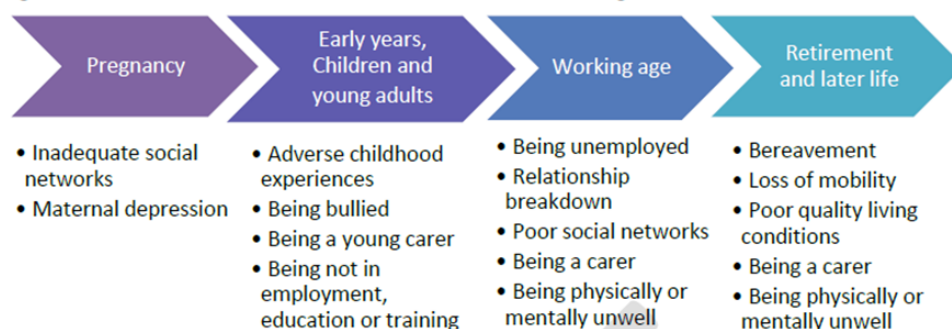 Pregnancy
Early years,
Children and
young adults
Working age
Retirement
and later life
• Inadequate social
networks
• Maternal depression
• Adverse childhood
experiences
• Being bullied
• Being a young carer
• Being not in
employment,
education or training
• Being unemployed
• Relationship
breakdown
• Poor social networks
• Being a carer
• Being physically or
mentally unwell
• Bereavement
• Loss of mobility
• Poor quality living
conditions
• Being a carer
• Being physically or
mentally unwell